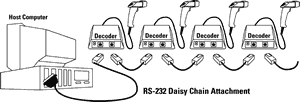 Host Computer
Decoder
Decoder
Decoder
Decoder
RS-232 Daisy Chain Attachment